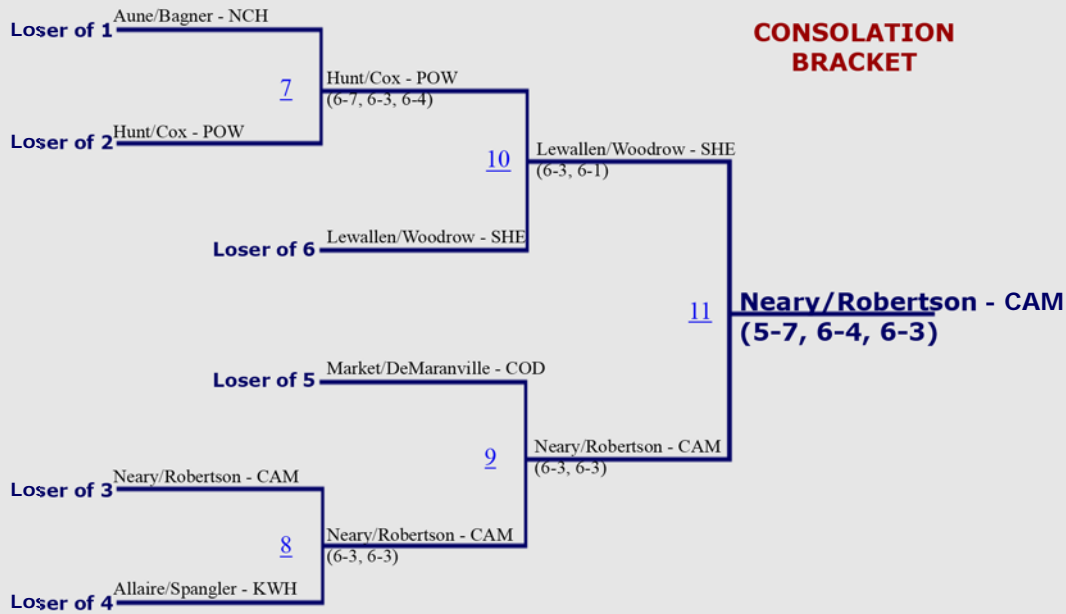 CONSOLATION
BRACKET
Aune/Bagner - NCH
Loser of 1
7
Hunt/Cox - POW
(6-7, 6-3, 6-4)
Hunt/Cox - POW
Loser of 2
10
Lewallen/Woodrow - SHE
(6-3, 6-1)
Lewallen/Woodrow - SHE
Loser of 6
11
Neary/Robertson - CAM
(5-7, 6-4, 6-3)
Market/DeMaranville - COD
Loser of 5
9
Neary/Robertson - CAM
(6-3, 6-3)
Neary/Robertson - CAM
Loser of 3
8
Neary/Robertson - CAM
(6-3, 6-3)
Allaire/Spangler - KWH
Loser of 4